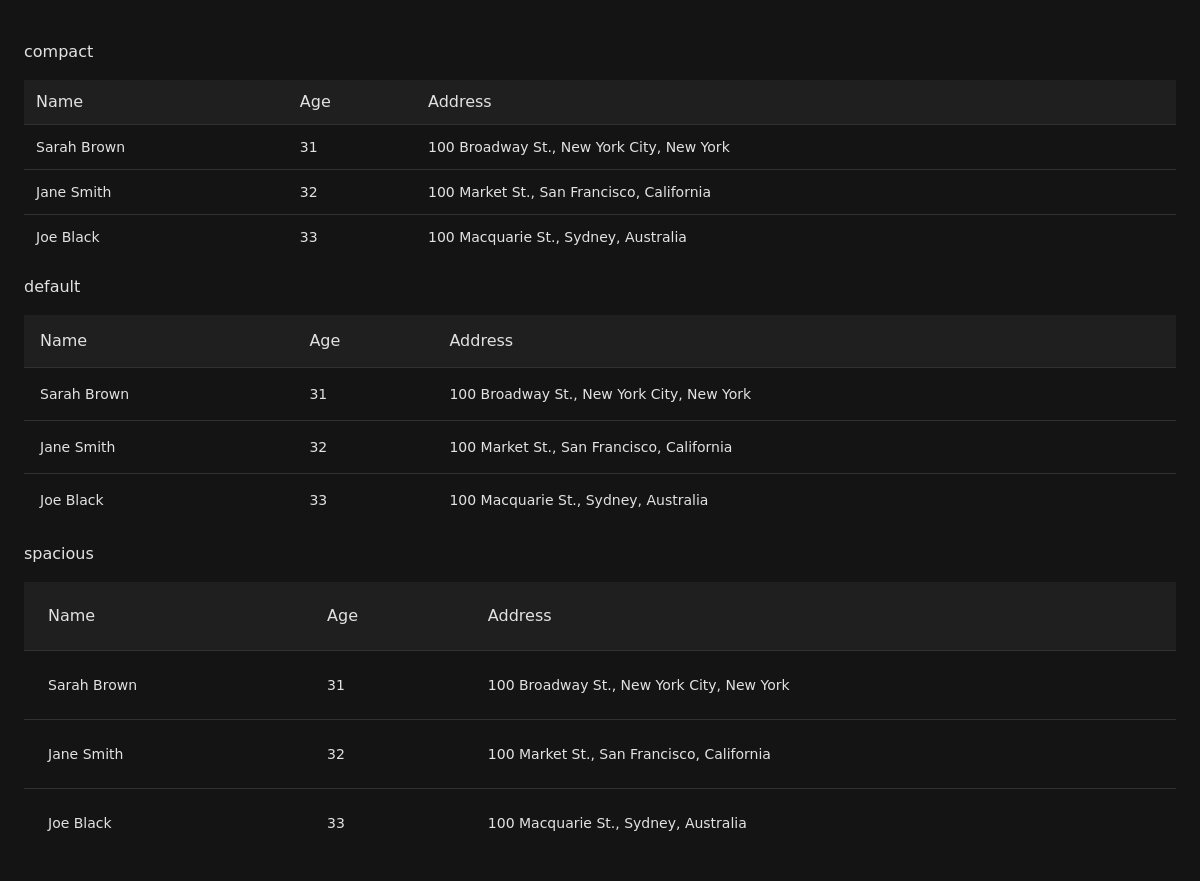 compact
Name Age Address
Sarah Brown 31 100 Broadway St., New York City, New York
Jane Smith 32 100 Market St., San Francisco, California
Joe Black 33 100 Macquarie St., Sydney, Australia
default
Name Age Address
Sarah Brown 31 100 Broadway St., New York City, New York
Jane Smith 32 100 Market St., San Francisco, California
Joe Black 33 100 Macquarie St., Sydney, Australia
spacious
Name Age Address
Sarah Brown 31 100 Broadway St., New York City, New York
Jane Smith 32 100 Market St., San Francisco, California
Joe Black 33 100 Macquarie St., Sydney, Australia